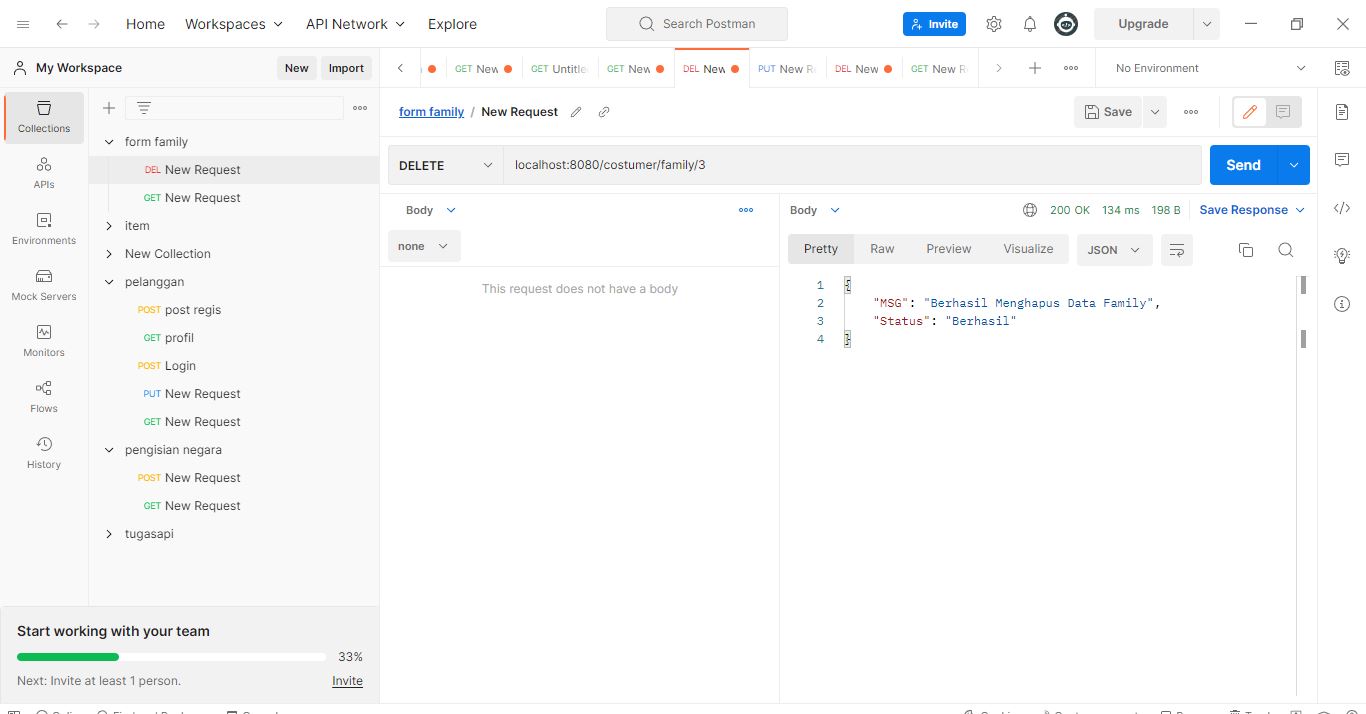 Home Workspaces API Network Explore Search Postman Invite Upgrade
My Workspace New Import
GET New GET Untitle GET New DEL New PUT New R DEL New GET New R No Environment
Collections
APIs
Environments
Mock Servers
Monitors
Flows
History
form family
DEL New Request
GET New Request
item
New Collection
pelanggan
POST post regis
GET profil
POST Login
PUT New Request
GET New Request
pengisian negara
POST New Request
GET New Request
tugasapi
Start working with your team
33%
Next: Invite at least 1 person. Invite
form family / New Request Save
DELETE localhost:8080/costumer/family/3 Send
Body
none
This request does not have a body
Body 200 OK 134 ms 198 B Save Response
Pretty Raw Preview Visualize JSON
1 {
2 "MSG": "Berhasil Menghapus Data Family",
3 "Status": "Berhasil"
4 }